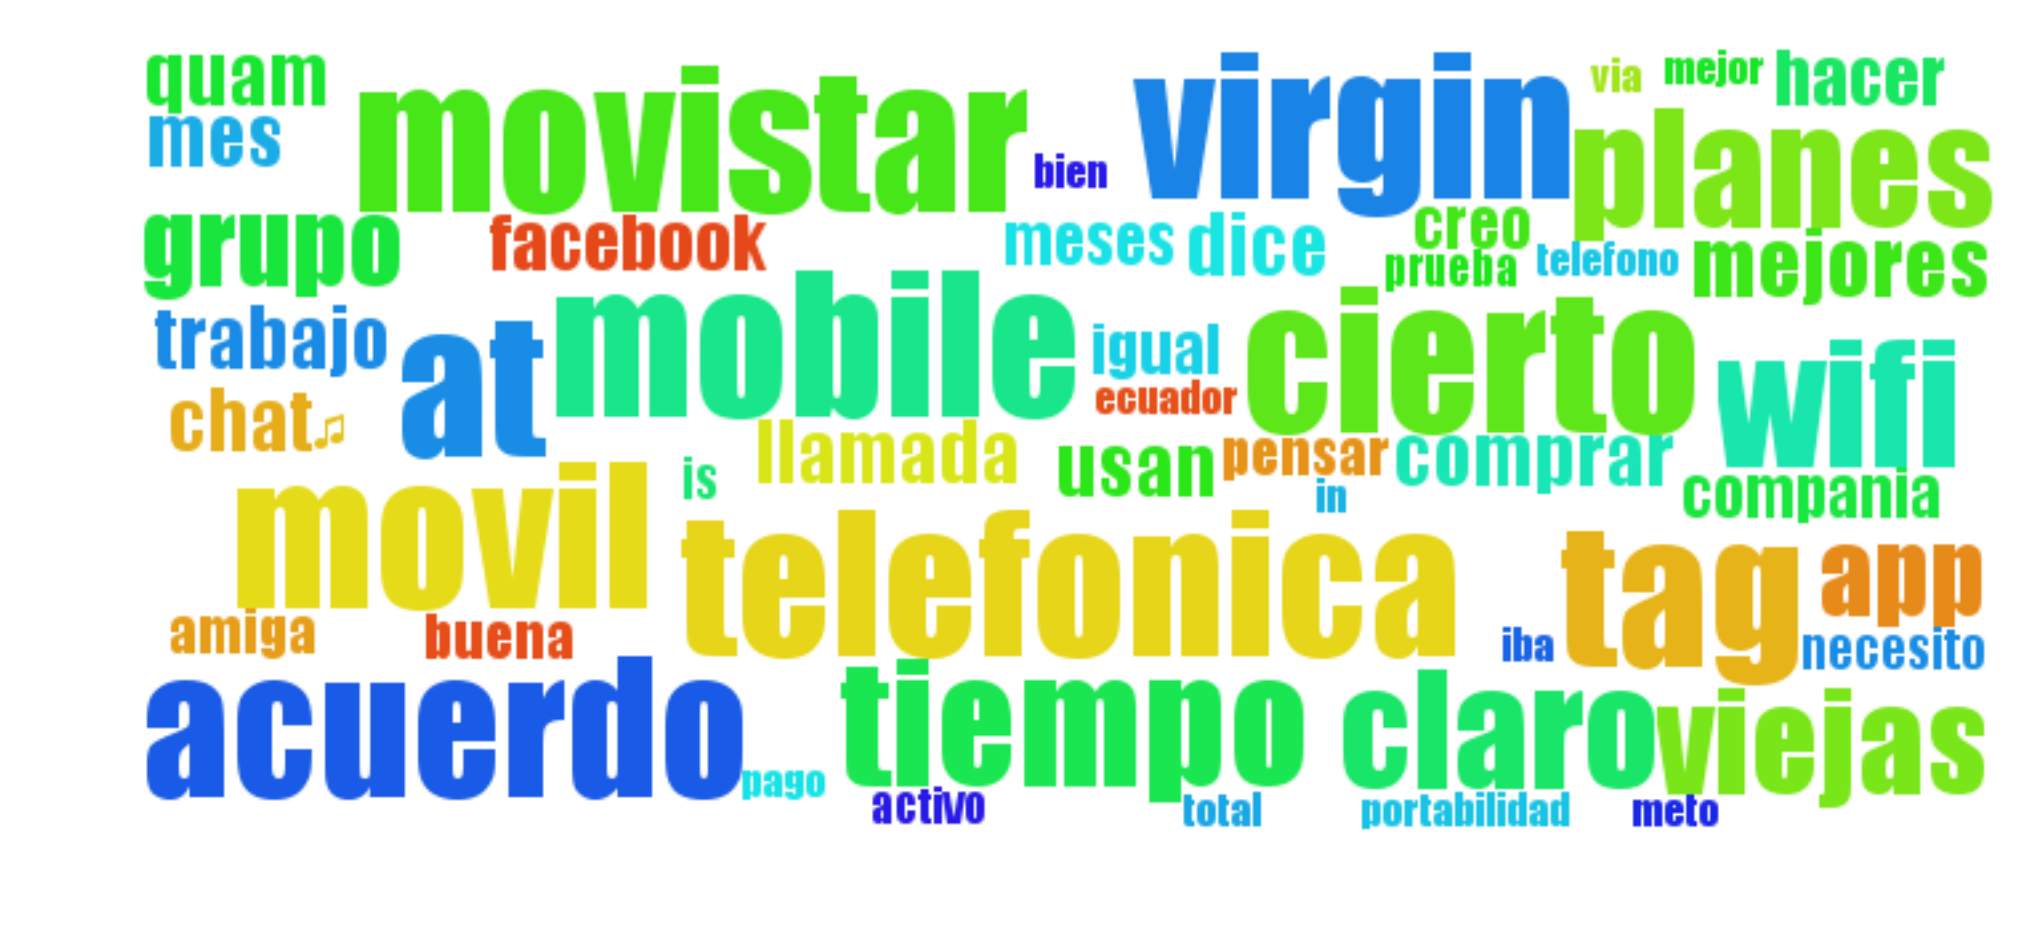 quam movistar virgin via mejor hacer
mes bien planes
grupo facebook meses dice creo
prueba telefono mejores
trabajo at mobile igual cierto wifi
ecuador
chat♫ llamada usan pensar comprar
is in compania
movil telefonica tag app
amiga buena iba necesito
acuerdo tiempo claro viejas
pago activo total portabilidad meto